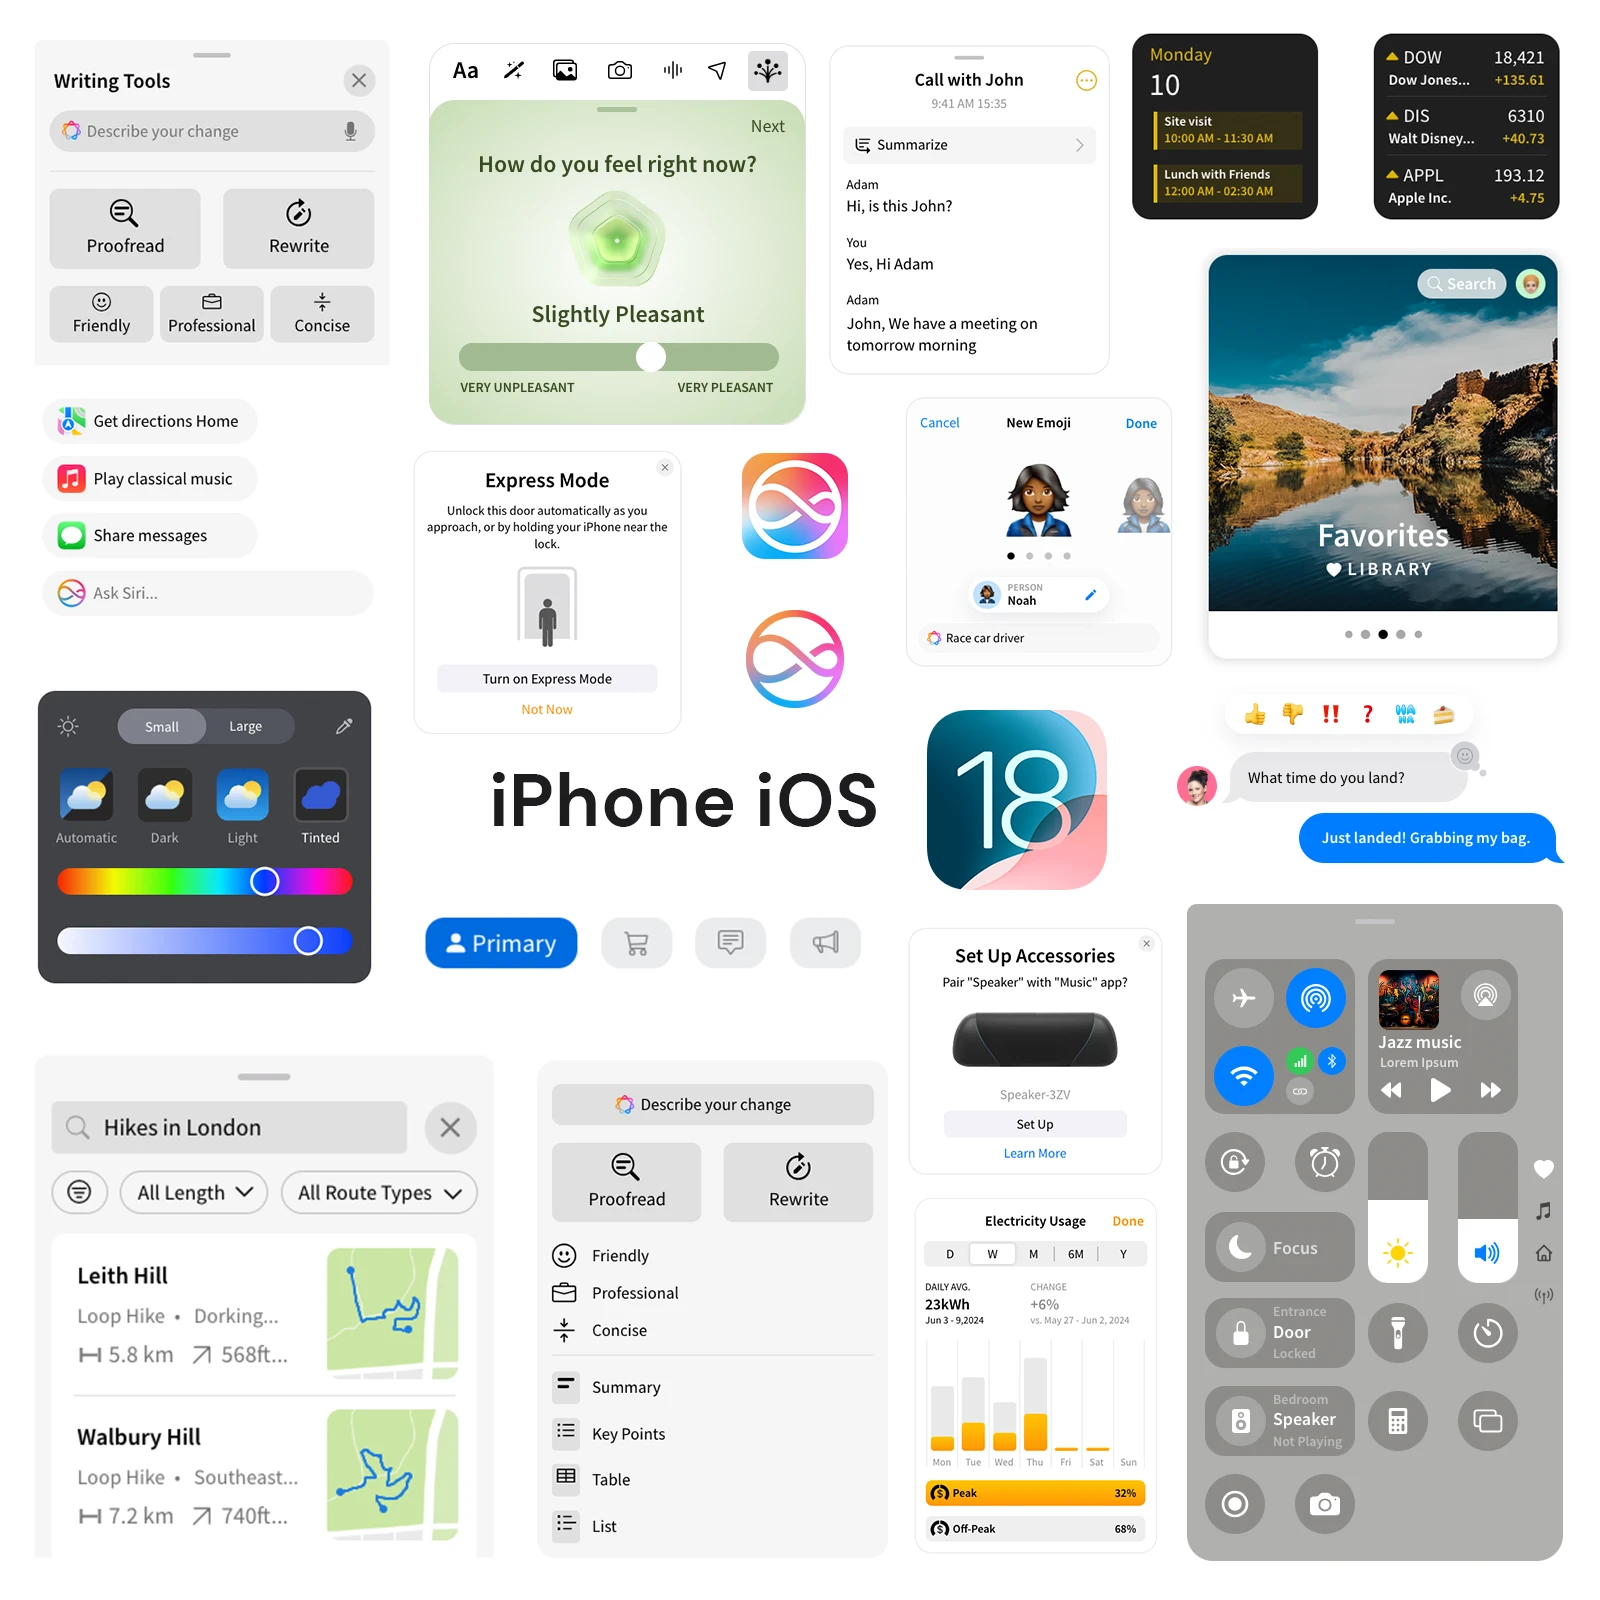 Writing Tools
Describe your change
Proofread
Rewrite
Friendly
Professional
Concise
Aa
Next
How do you feel right now?
Slightly Pleasant
VERY UNPLEASANT
VERY PLEASANT
Call with John
9:41 AM 15:35
Summarize
Adam
Hi, is this John?
You
Yes, Hi Adam
Adam
John, We have a meeting on
tomorrow morning
Monday
10
Site visit
10:00 AM - 11:30 AM
Lunch with Friends
12:00 AM - 02:30 AM
DOW 18,421
Dow Jones... +135.61
DIS 6310
Walt Disney... +40.73
APPL 193.12
Apple Inc. +4.75
Search
Favorites
LIBRARY
Get directions Home
Play classical music
Share messages
Ask Siri...
Express Mode
Unlock this door automatically as you
approach, or by holding your iPhone near the
lock.
Turn on Express Mode
Not Now
Cancel
New Emoji
Done
PERSON
Noah
Race car driver
Small
Large
Automatic
Dark
Light
Tinted
iPhone iOS
18
HA
HA
What time do you land?
Just landed! Grabbing my bag.
Primary
Set Up Accessories
Pair "Speaker" with "Music" app?
Speaker-3ZV
Set Up
Learn More
Hikes in London
All Length
All Route Types
Leith Hill
Loop Hike • Dorking...
5.8 km 568ft...
Walbury Hill
Loop Hike • Southeast...
7.2 km 740ft...
Describe your change
Proofread
Rewrite
Friendly
Professional
Concise
Summary
Key Points
Table
List
Electricity Usage
Done
D W M 6M Y
DAILY AVG.
23kWh
Jun 3 - 9,2024
CHANGE
+6%
vs. May 27 - Jun 2, 2024
Mon Tue Wed Thu Fri Sat Sun
Peak 32%
Off-Peak 68%
Jazz music
Lorem Ipsum
Focus
Entrance
Door
Locked
Bedroom
Speaker
Not Playing